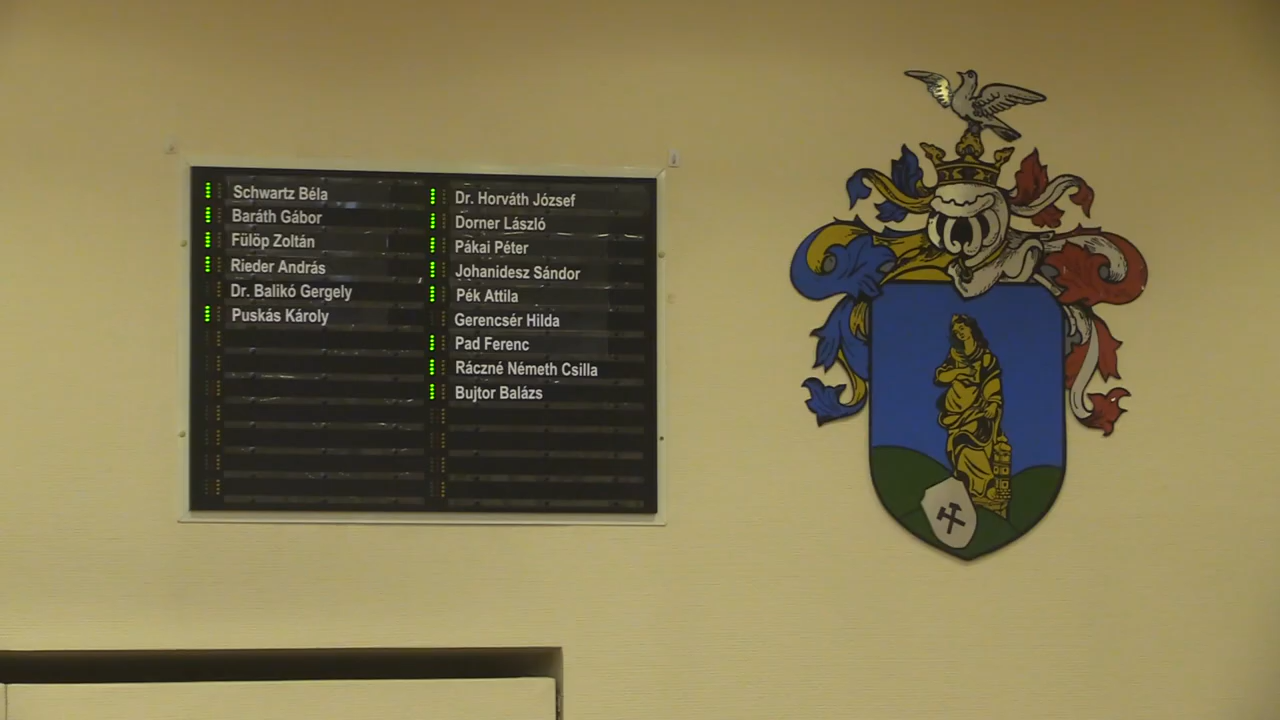 Schwartz Béla
Baráth Gábor
Fülöp Zoltán
Rieder András
Dr. Balikó Gergely
Puskás Károly
Dr. Horváth József
Dorner László
Pákai Péter
Johanidesz Sándor
Pék Attila
Gerencsér Hilda
Pad Ferenc
Ráczné Németh Csilla
Bujtor Balázs